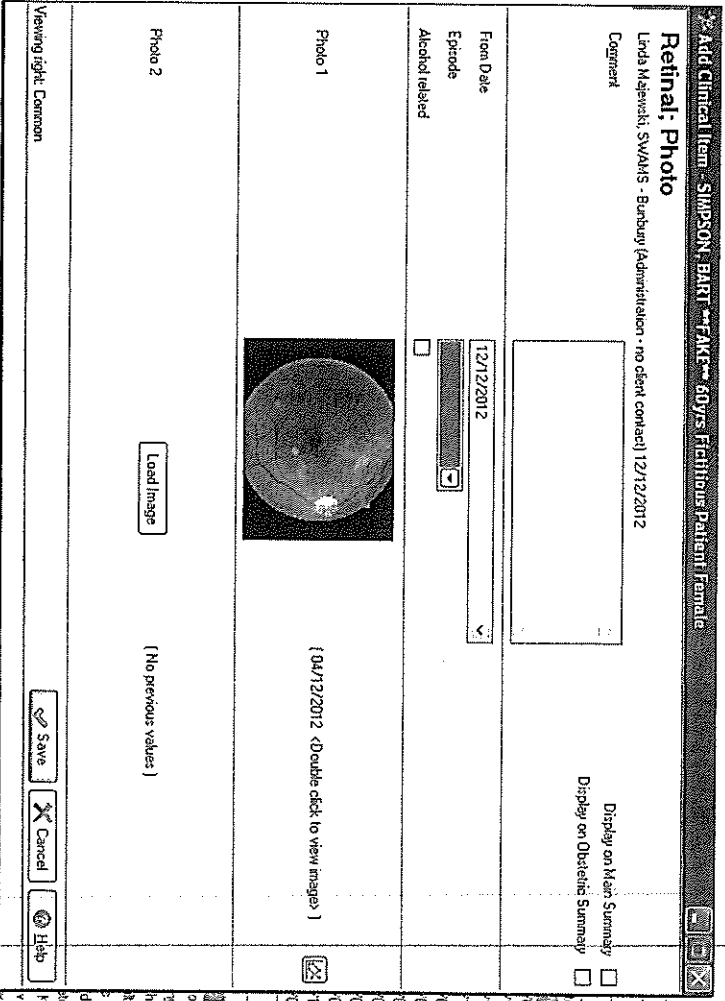 Add Clinical Item - SIMPSON, BART **FAKE** 60yrs Fictitious Patient Female
Retinal; Photo
Linda Majewski, SWAMS - Bunbury (Administration - no client contact) 12/12/2012
Comment
Display on Main Summary
Display on Obstetric Summary
From Date
12/12/2012
Episode
Alcohol related
Photo 1
( 04/12/2012 <Double click to view image> )
Photo 2
Load Image
( No previous values )
Viewing right: Common
Save
Cancel
Help